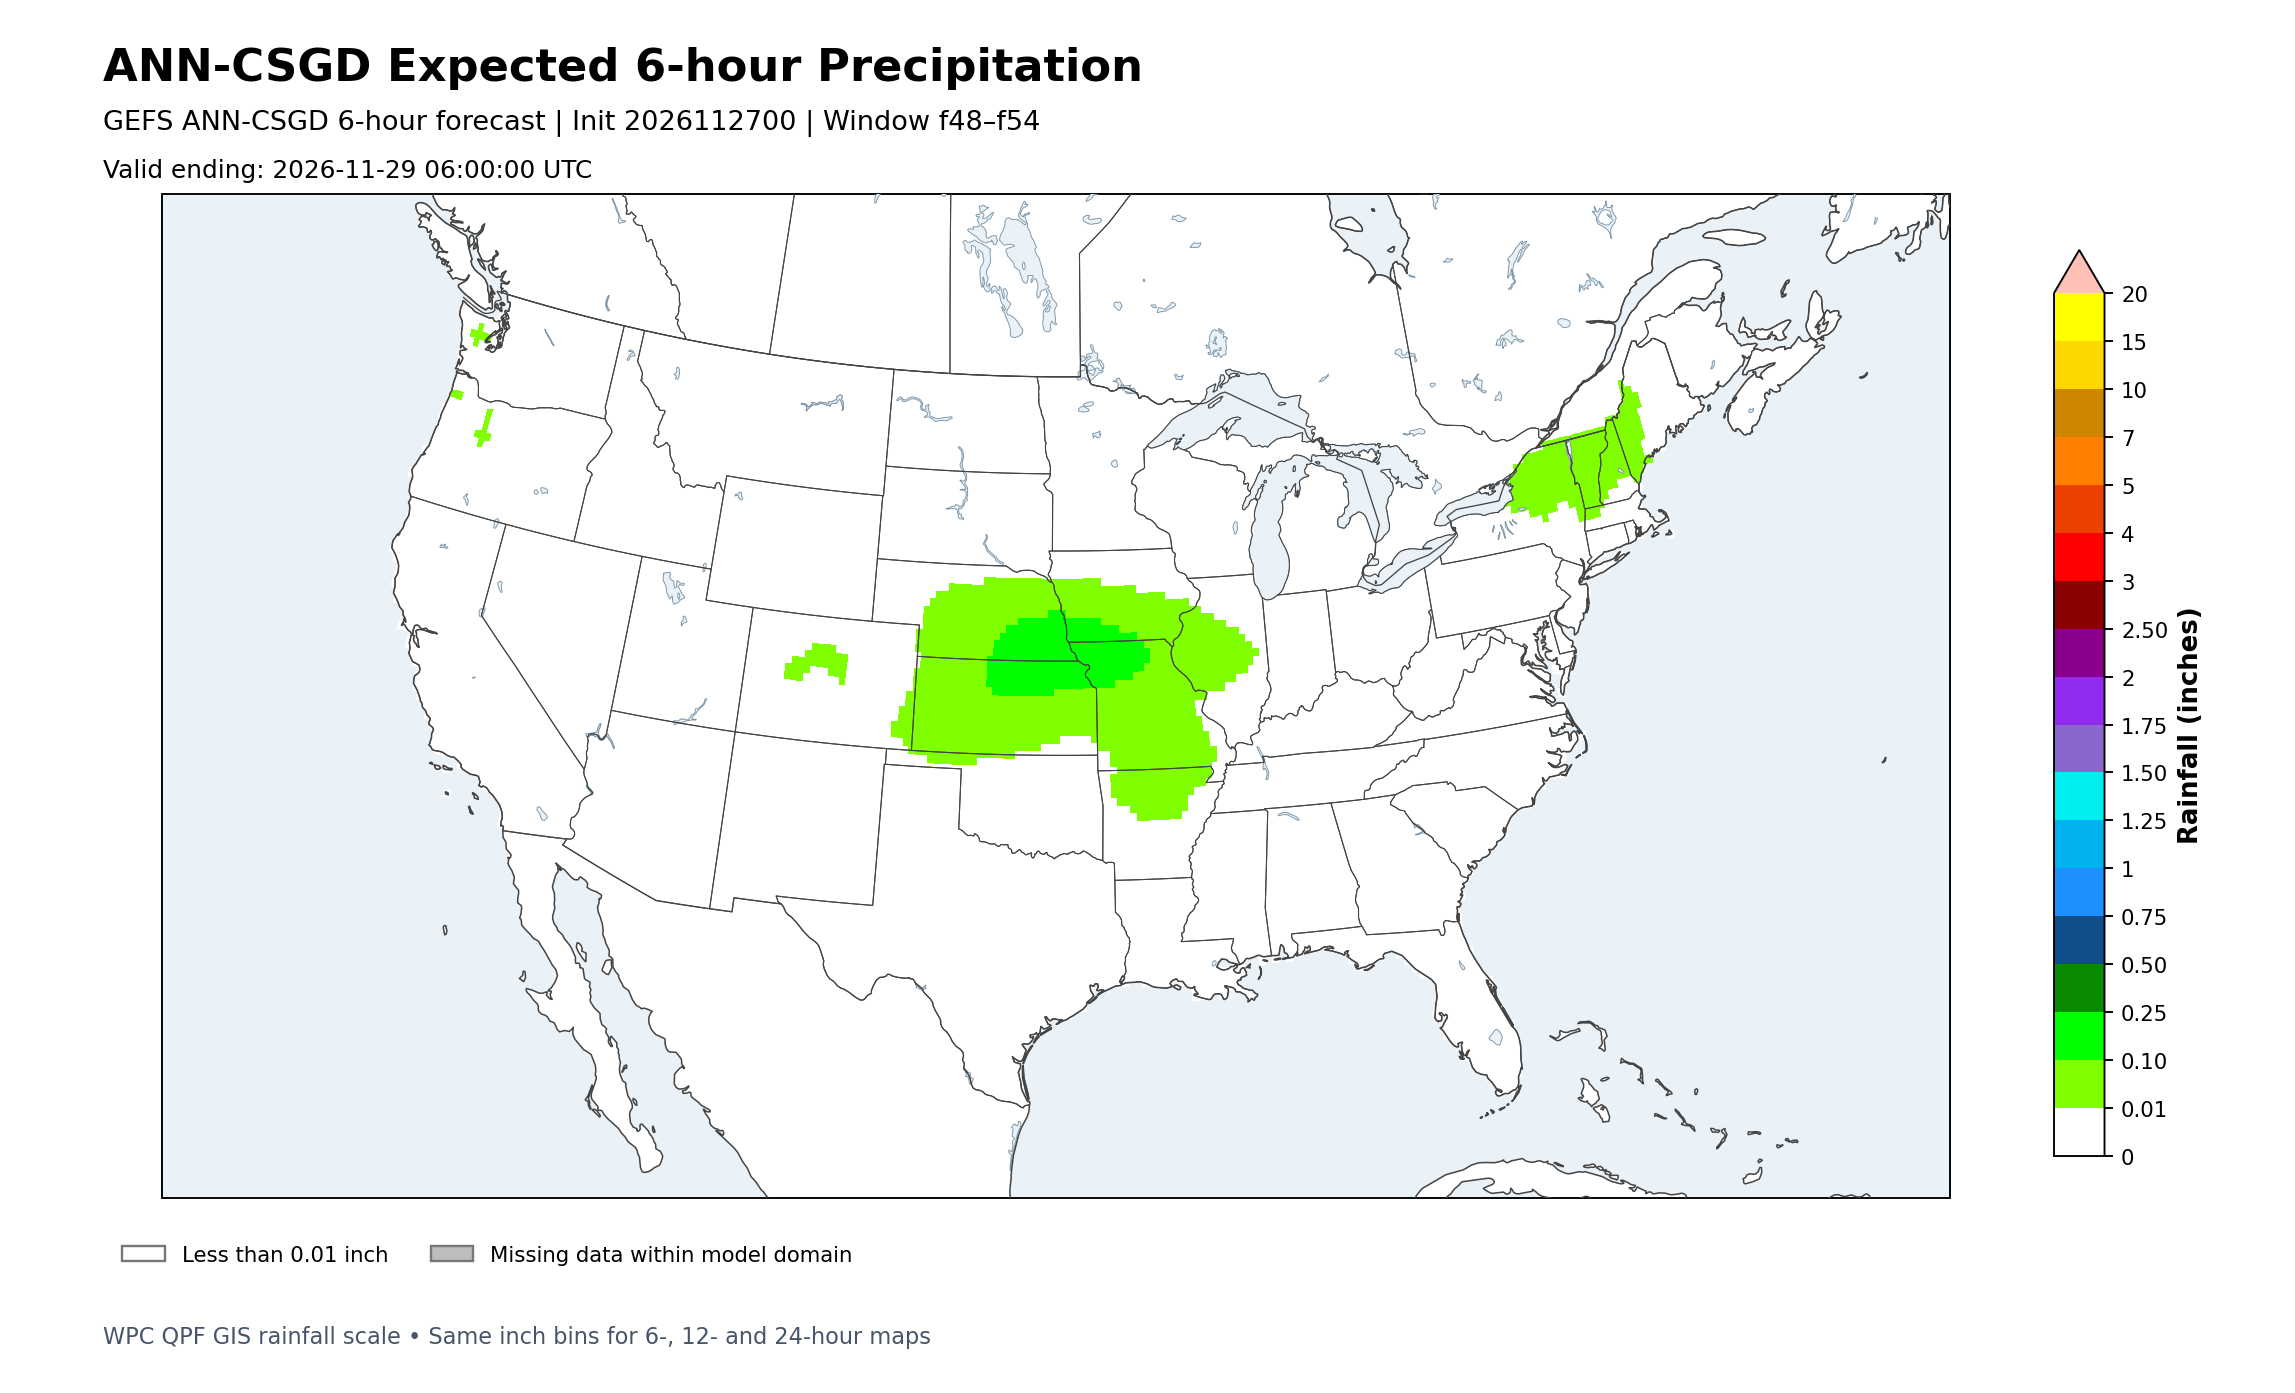 ANN-CSGD Expected 6-hour Precipitation
GEFS ANN-CSGD 6-hour forecast | Init 2026112700 | Window f48–f54
Valid ending: 2026-11-29 06:00:00 UTC
20
15
10
7
5
4
3
2.50
2
1.75
1.50
1.25
1
0.75
0.50
0.25
0.10
0.01
0
Rainfall (inches)
Less than 0.01 inch
Missing data within model domain
WPC QPF GIS rainfall scale • Same inch bins for 6-, 12- and 24-hour maps